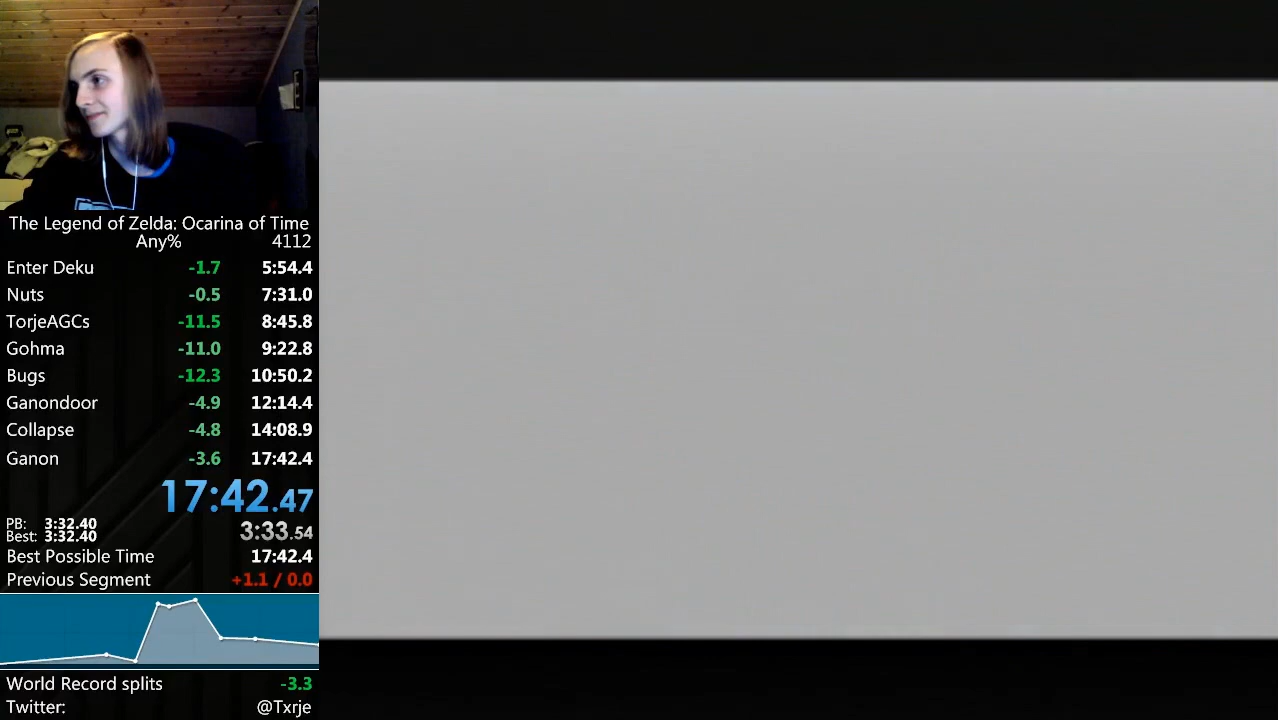 The Legend of Zelda: Ocarina of Time
Any% 4112
Enter Deku -1.7 5:54.4
Nuts -0.5 7:31.0
TorjeAGCs -11.5 8:45.8
Gohma -11.0 9:22.8
Bugs -12.3 10:50.2
Ganondoor -4.9 12:14.4
Collapse -4.8 14:08.9
Ganon -3.6 17:42.4
17:42.47
PB: 3:32.40 3:33.54
Best: 3:32.40
Best Possible Time 17:42.4
Previous Segment +1.1 / 0.0
World Record splits -3.3
Twitter: @Txrje